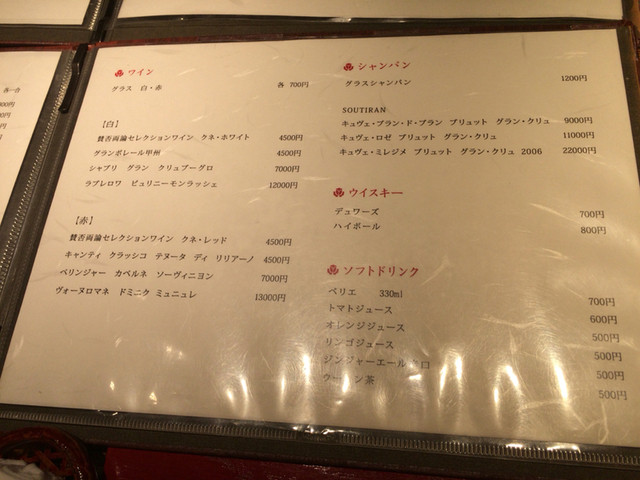 各一合
ワイン
グラス 白・赤 各 700円
【白】
賛否両論セレクションワイン クネ・ホワイト 4500円
グランポレール甲州 4500円
シャブリ グラン クリュブーグロ 7000円
ラブレロワ ピュリニーモンラッシェ 12000円
【赤】
賛否両論セレクションワイン クネ・レッド 4500円
キャンティ クラッシコ テヌータ ディ リリアーノ 4500円
ベリンジャー カベルネ ソーヴィニヨン 7000円
ヴォーヌロマネ ドミニク ミュニュレ 13000円
シャンパン
グラスシャンパン 1200円
SOUTIRAN
キュヴェ・ブラン・ド・ブラン ブリュット グラン・クリュ 9000円
キュヴェ・ロゼ ブリュット グラン・クリュ 11000円
キュヴェ・ミレジメ ブリュット グラン・クリュ 2006 22000円
ウイスキー
デュワーズ 700円
ハイボール 800円
ソフトドリンク
ペリエ 330ml 700円
トマトジュース 600円
オレンジジュース 500円
リンゴジュース 500円
ジンジャーエール 口 500円
ウーロン茶 500円